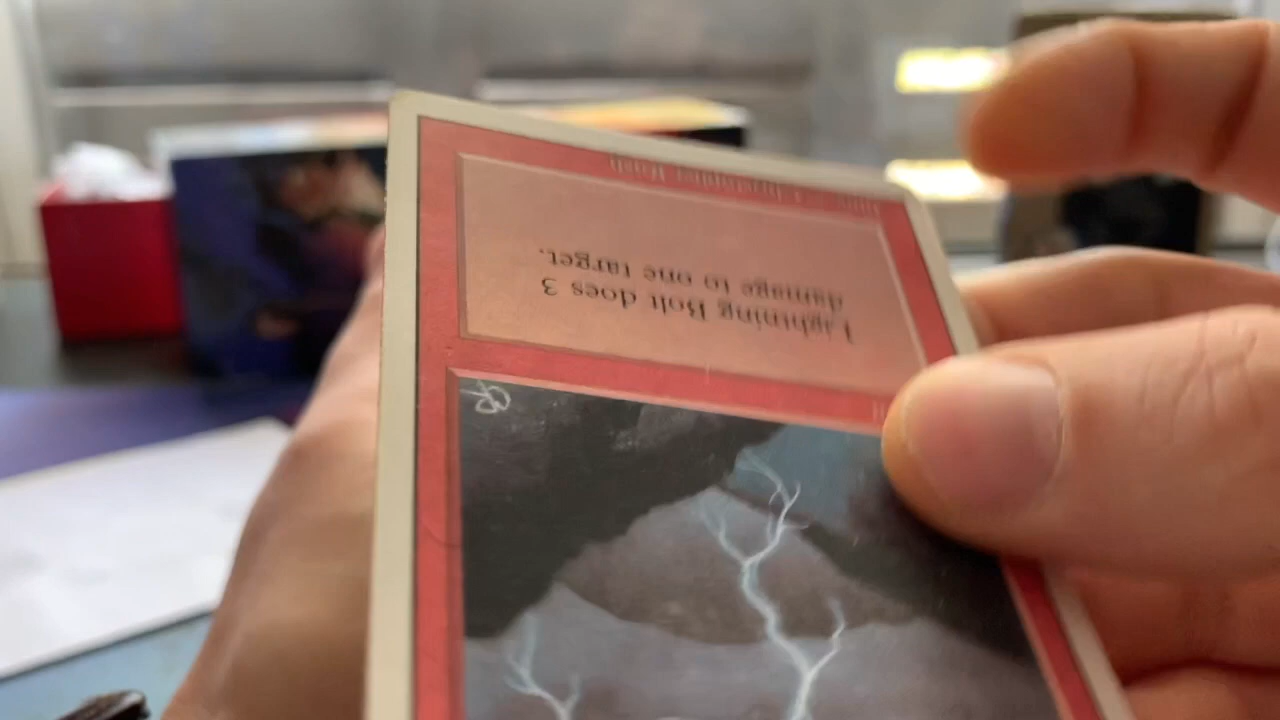 Lightning Bolt does 3
damage to one target.
Illus. © Christopher Rush